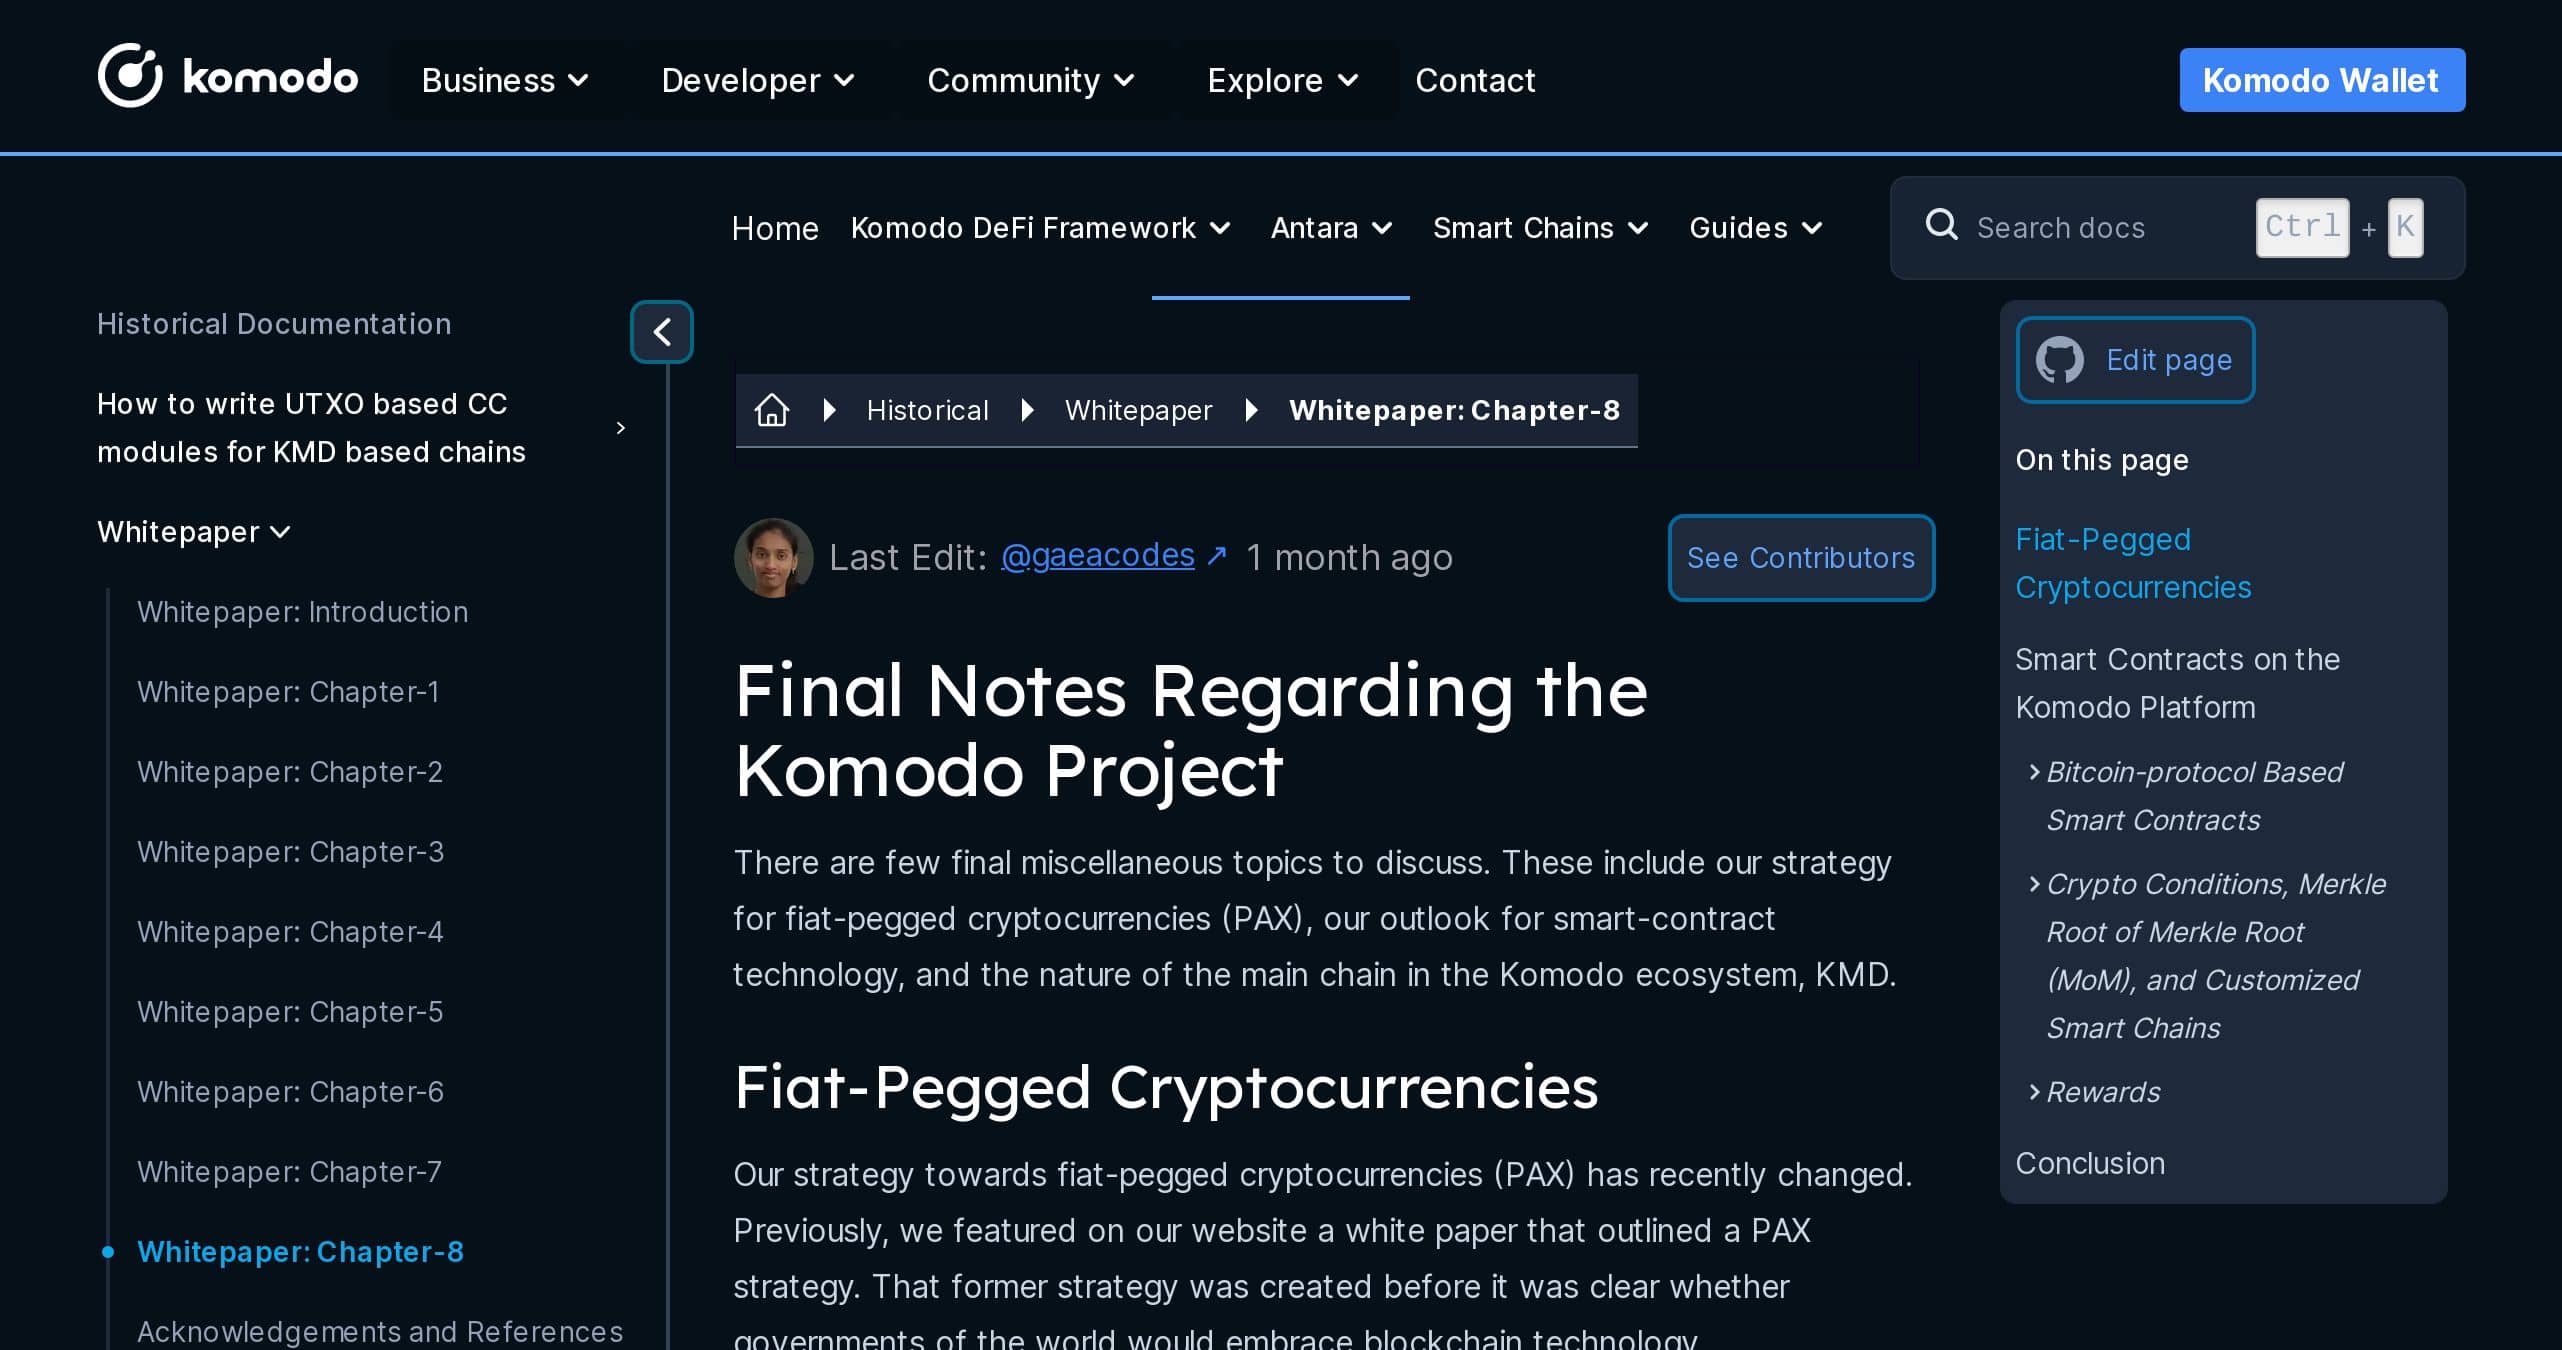 komodo Business Developer Community Explore Contact Komodo Wallet
Home Komodo DeFi Framework Antara Smart Chains Guides Search docs Ctrl + K
Historical Documentation
How to write UTXO based CC
modules for KMD based chains
Whitepaper
Whitepaper: Introduction
Whitepaper: Chapter-1
Whitepaper: Chapter-2
Whitepaper: Chapter-3
Whitepaper: Chapter-4
Whitepaper: Chapter-5
Whitepaper: Chapter-6
Whitepaper: Chapter-7
Whitepaper: Chapter-8
Acknowledgements and References
Historical Whitepaper Whitepaper: Chapter-8
Last Edit: @gaeacodes ↗ 1 month ago
See Contributors
Final Notes Regarding the
Komodo Project
There are few final miscellaneous topics to discuss. These include our strategy
for fiat-pegged cryptocurrencies (PAX), our outlook for smart-contract
technology, and the nature of the main chain in the Komodo ecosystem, KMD.
Fiat-Pegged Cryptocurrencies
Our strategy towards fiat-pegged cryptocurrencies (PAX) has recently changed.
Previously, we featured on our website a white paper that outlined a PAX
strategy. That former strategy was created before it was clear whether
governments of the world would embrace blockchain technology.
Edit page
On this page
Fiat-Pegged
Cryptocurrencies
Smart Contracts on the
Komodo Platform
Bitcoin-protocol Based
Smart Contracts
Crypto Conditions, Merkle
Root of Merkle Root
(MoM), and Customized
Smart Chains
Rewards
Conclusion